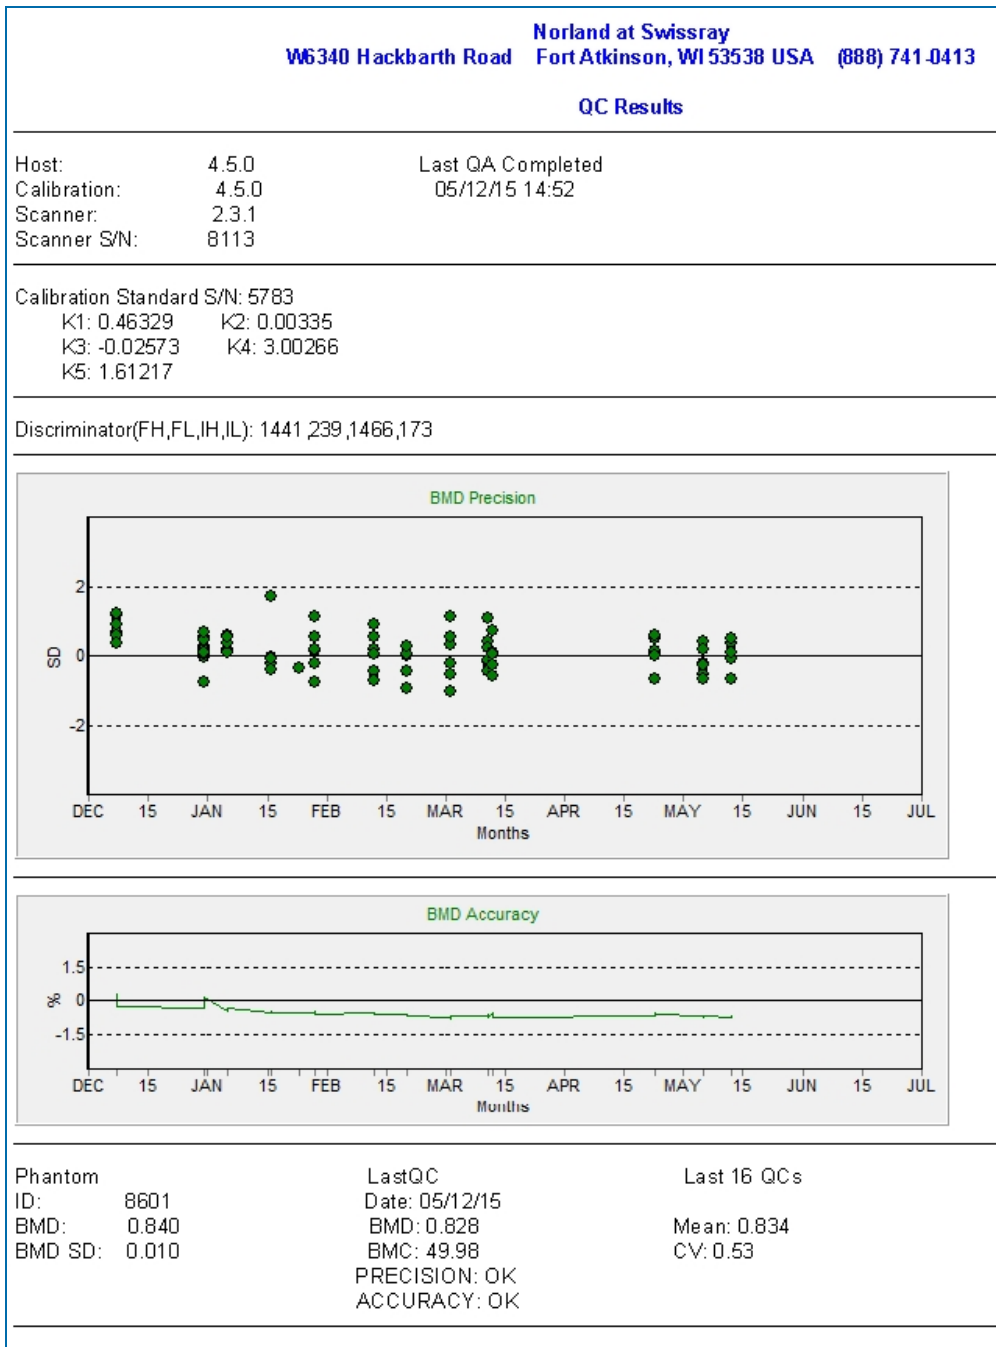 Norland at Swissray
W6340 Hackbarth Road Fort Atkinson, WI 53538 USA (888) 741-0413
QC Results
Host: 4.5.0 Last QA Completed
Calibration: 4.5.0 05/12/15 14:52
Scanner: 2.3.1
Scanner S/N: 8113
Calibration Standard S/N: 5783
K1: 0.46329 K2: 0.00335
K3: -0.02573 K4: 3.00266
K5: 1.61217
Discriminator(FH,FL,IH,IL): 1441,239,1466,173
BMD Precision
2
SD 0
-2
DEC 15 JAN 15 FEB 15 MAR 15 APR 15 MAY 15 JUN 15 JUL
Months
BMD Accuracy
1.5
% 0
-1.5
DEC 15 JAN 15 FEB 15 MAR 15 APR 15 MAY 15 JUN 15 JUL
Months
Phantom LastQC Last 16 QCs
ID: 8601 Date: 05/12/15
BMD: 0.840 BMD: 0.828 Mean: 0.834
BMD SD: 0.010 BMC: 49.98 CV: 0.53
PRECISION: OK
ACCURACY: OK